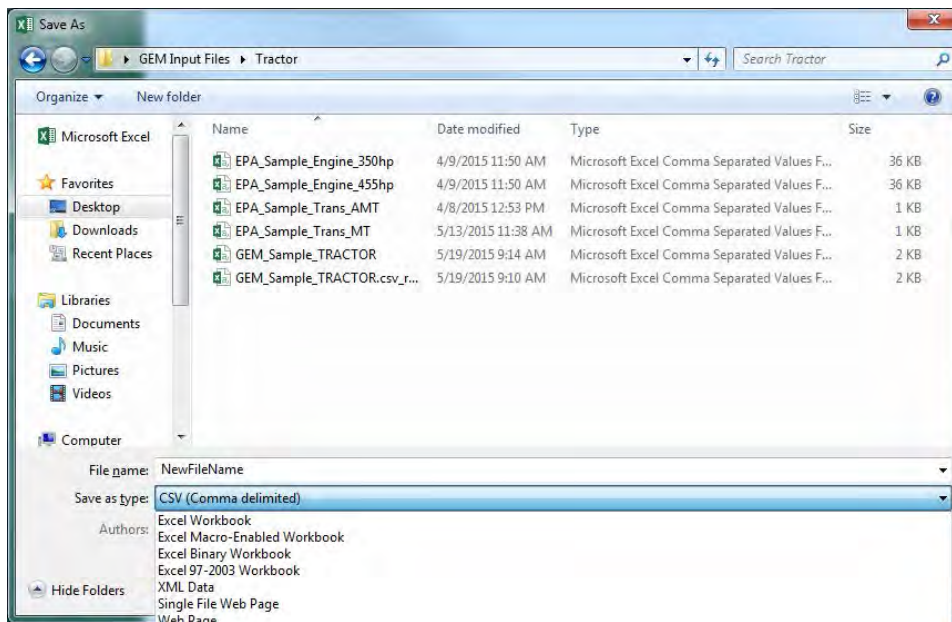 Save As
GEM Input Files ▸ Tractor
Search Tractor
Organize
New folder
Microsoft Excel
Favorites
Desktop
Downloads
Recent Places
Libraries
Documents
Music
Pictures
Videos
Computer
Name Date modified Type Size
EPA_Sample_Engine_350hp 4/9/2015 11:50 AM Microsoft Excel Comma Separated Values F... 36 KB
EPA_Sample_Engine_455hp 4/9/2015 11:50 AM Microsoft Excel Comma Separated Values F... 36 KB
EPA_Sample_Trans_AMT 4/8/2015 12:53 PM Microsoft Excel Comma Separated Values F... 1 KB
EPA_Sample_Trans_MT 5/13/2015 11:38 AM Microsoft Excel Comma Separated Values F... 1 KB
GEM_Sample_TRACTOR 5/19/2015 9:14 AM Microsoft Excel Comma Separated Values F... 2 KB
GEM_Sample_TRACTOR.csv_r... 5/19/2015 9:10 AM Microsoft Excel Comma Separated Values F... 2 KB
File name: NewFileName
Save as type: CSV (Comma delimited)
Authors:
Excel Workbook
Excel Macro-Enabled Workbook
Excel Binary Workbook
Excel 97-2003 Workbook
XML Data
Single File Web Page
Web Page
Hide Folders